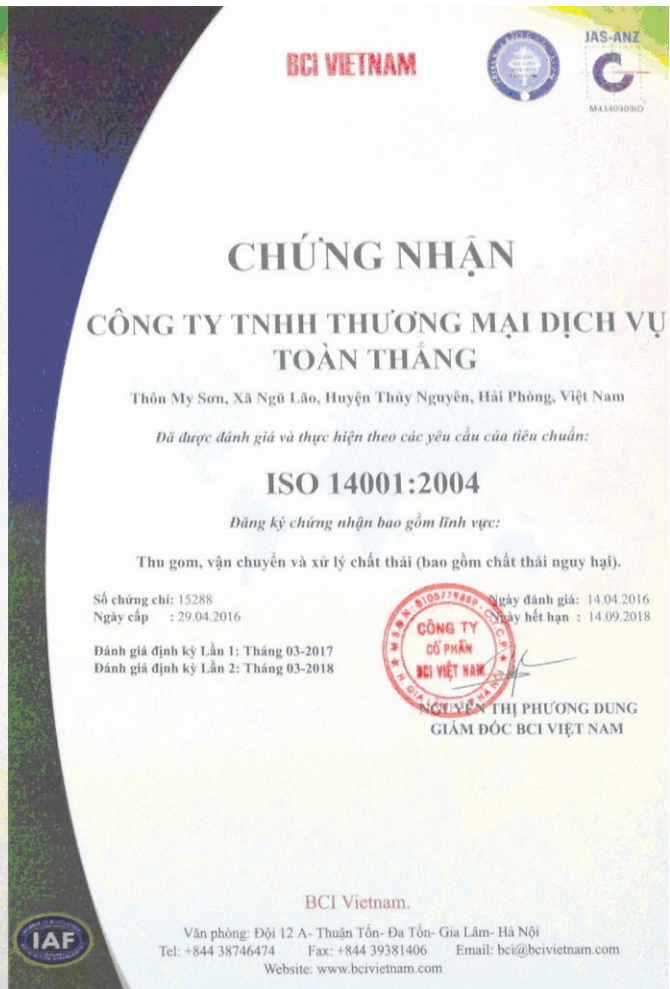 BCI VIETNAM
JAS-ANZ
C
M4340909IO
CHỨNG NHẬN
CÔNG TY TNHH THƯƠNG MẠI DỊCH VỤ
TOÀN THẮNG
Thôn My Sơn, Xã Ngũ Lão, Huyện Thủy Nguyên, Hải Phòng, Việt Nam
Đã được đánh giá và thực hiện theo các yêu cầu của tiêu chuẩn:
ISO 14001:2004
Đăng ký chứng nhận bao gồm lĩnh vực:
Thu gom, vận chuyển và xử lý chất thải (bao gồm chất thải nguy hại).
Số chứng chỉ: 15288
Ngày đánh giá: 14.04.2016
Ngày cấp : 29.04.2016
Ngày hết hạn : 14.09.2018
Đánh giá định kỳ Lần 1: Tháng 03-2017
Đánh giá định kỳ Lần 2: Tháng 03-2018
CÔNG TY
CỔ PHẦN
BCI VIỆT NAM
NGUYỄN THỊ PHƯƠNG DUNG
GIÁM ĐỐC BCI VIỆT NAM
BCI Vietnam.
IAF
Văn phòng: Đội 12 A- Thuận Tốn- Đa Tốn- Gia Lâm- Hà Nội
Tel: +844 38746474 Fax: +844 39381406 Email: bci@bcivietnam.com
Website: www.bcivietnam.com